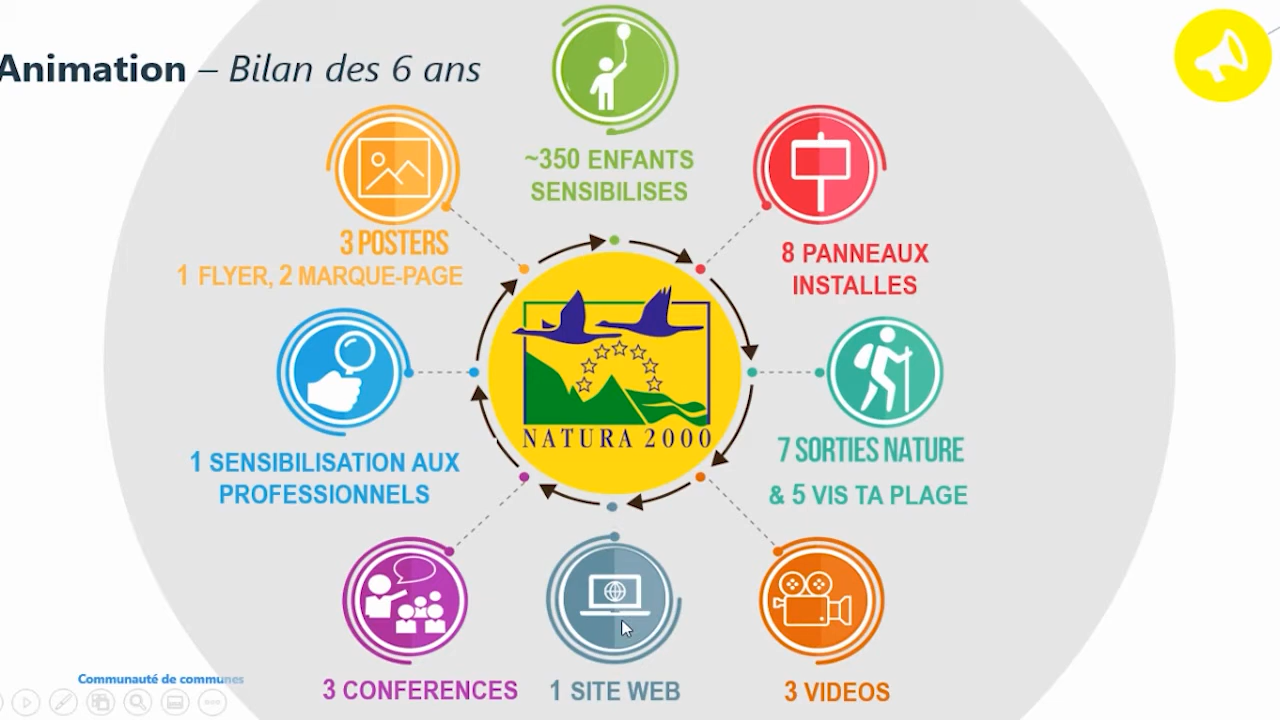 Animation – Bilan des 6 ans
~350 ENFANTS
SENSIBILISES
3 POSTERS
1 FLYER, 2 MARQUE-PAGE
8 PANNEAUX
INSTALLES
NATURA 2000
1 SENSIBILISATION AUX
PROFESSIONNELS
7 SORTIES NATURE
& 5 VIS TA PLAGE
3 CONFERENCES
1 SITE WEB
3 VIDEOS
Communauté de communes